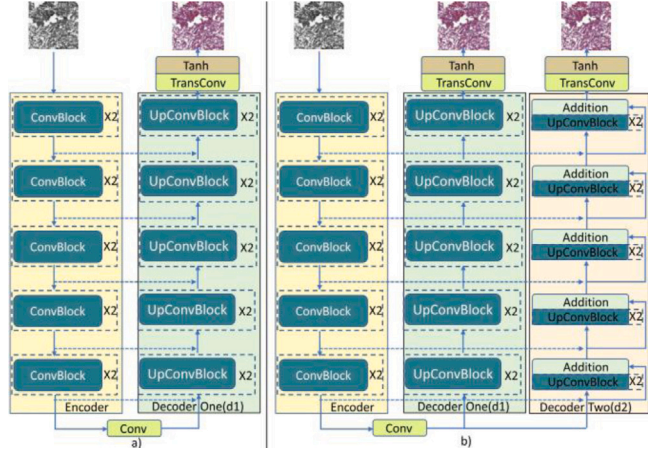 Tanh
TransConv
ConvBlock X2
UpConvBlock X2
ConvBlock X2
UpConvBlock X2
ConvBlock X2
UpConvBlock X2
ConvBlock X2
UpConvBlock X2
ConvBlock X2
UpConvBlock X2
Encoder
Decoder One(d1)
Conv
a)
Tanh
TransConv
Tanh
TransConv
ConvBlock X2
UpConvBlock X2
Addition
UpConvBlock X2
ConvBlock X2
UpConvBlock X2
Addition
UpConvBlock X2
ConvBlock X2
UpConvBlock X2
Addition
UpConvBlock X2
ConvBlock X2
UpConvBlock X2
Addition
UpConvBlock X2
ConvBlock X2
UpConvBlock X2
Addition
UpConvBlock X2
Encoder
Decoder One(d1)
Decoder Two(d2)
Conv
b)